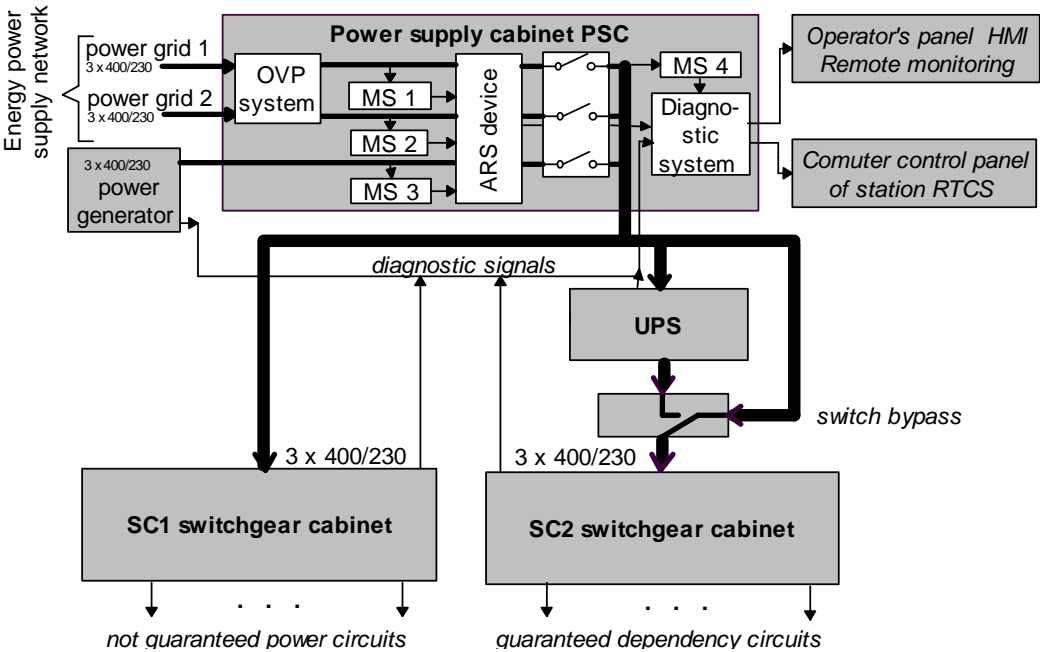 Energy power
supply network
power grid 1
3 x 400/230
power grid 2
3 x 400/230
3 x 400/230
power
generator
Power supply cabinet PSC
OVP
system
MS 1
MS 2
MS 3
ARS device
MS 4
Diagno-
stic
system
Operator's panel HMI
Remote monitoring
Comuter control panel
of station RTCS
diagnostic signals
UPS
switch bypass
3 x 400/230
3 x 400/230
SC1 switchgear cabinet
SC2 switchgear cabinet
. . .
. . .
not guaranteed power circuits
guaranteed dependency circuits